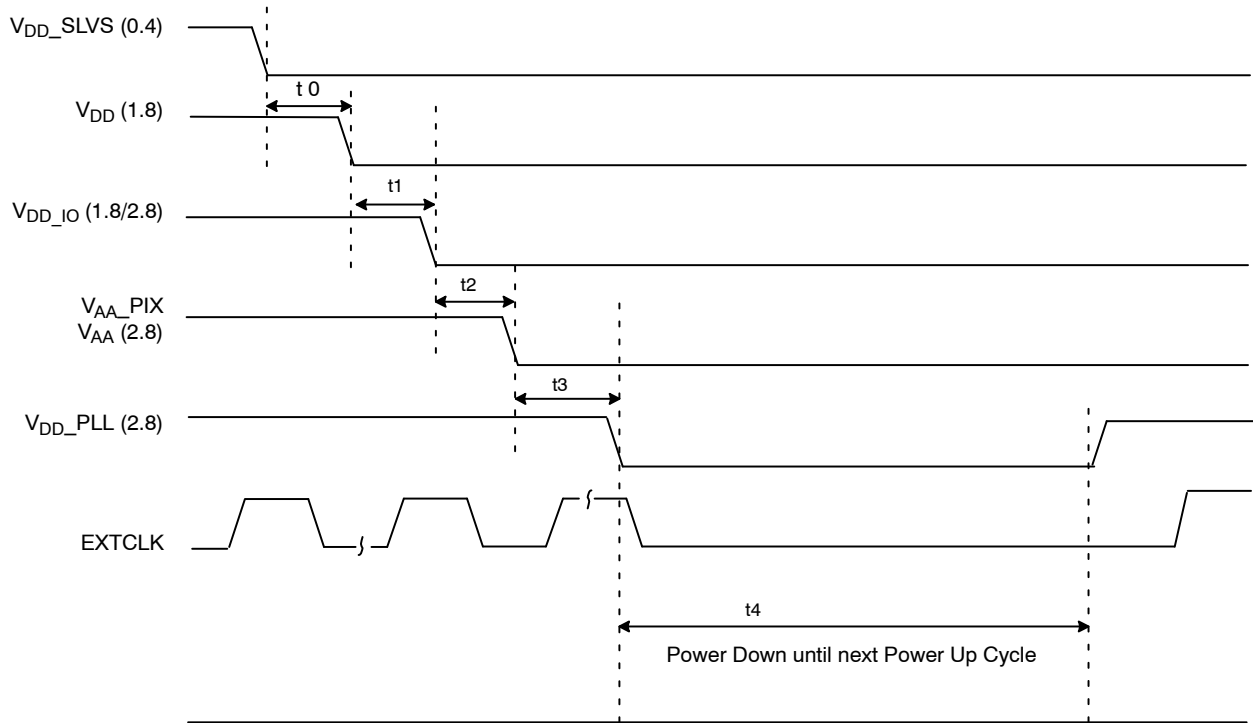 VDD_SLVS (0.4)
t 0
VDD (1.8)
t1
VDD_IO (1.8/2.8)
t2
VAA_PIX
VAA (2.8)
t3
VDD_PLL (2.8)
EXTCLK
t4
Power Down until next Power Up Cycle